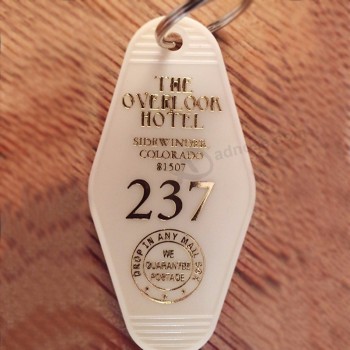 THE
OVERLOOK
HOTEL
SIDEWINDER
COLORADO
81507
237
DROP IN ANY MAIL BOX
WE
GUARANTEE
POSTAGE